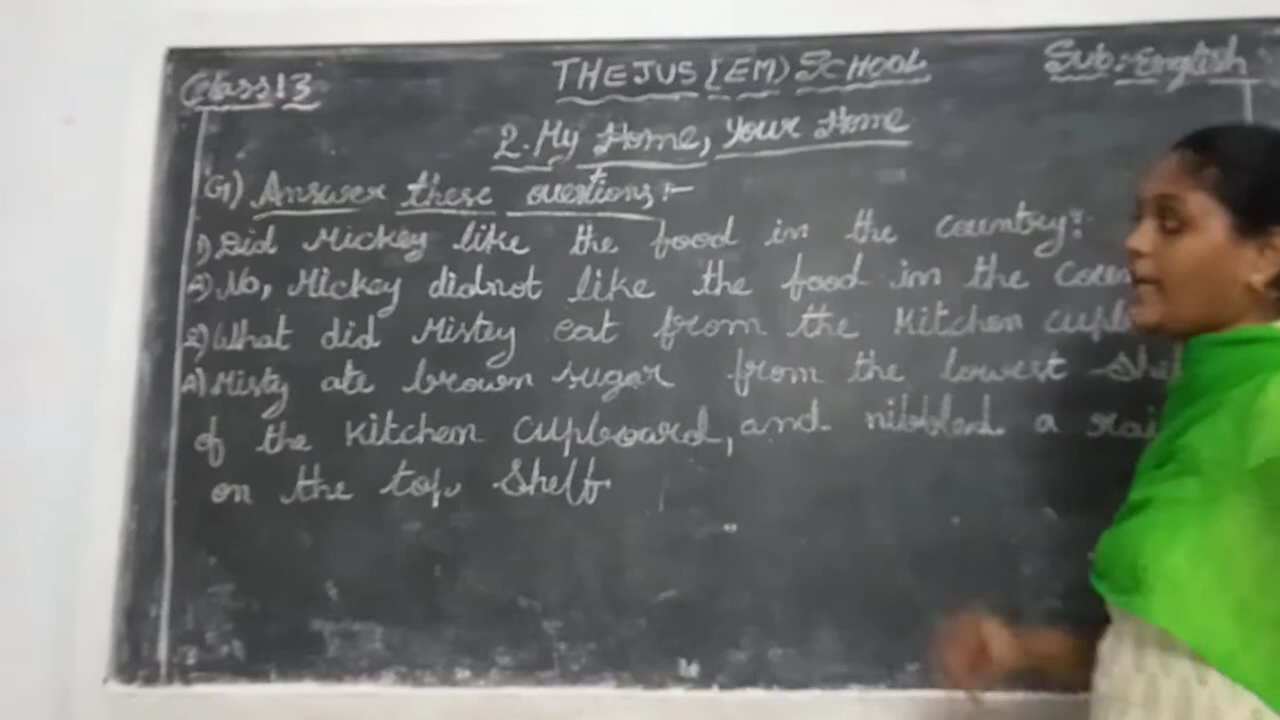 Class: 3
THEJUS (EM) SCHOOL
Sub:- English
2. My Home, Your Home
G) Answer these questions:-
1) Did Mickey like the food in the country?
A) No, Mickey didnot like the food in the
2) What did Mistey eat from the Kitchen
A) Misty ate brown sugar from the lowest
of the Kitchen cupboard, and nibbled a
on the top shelf.